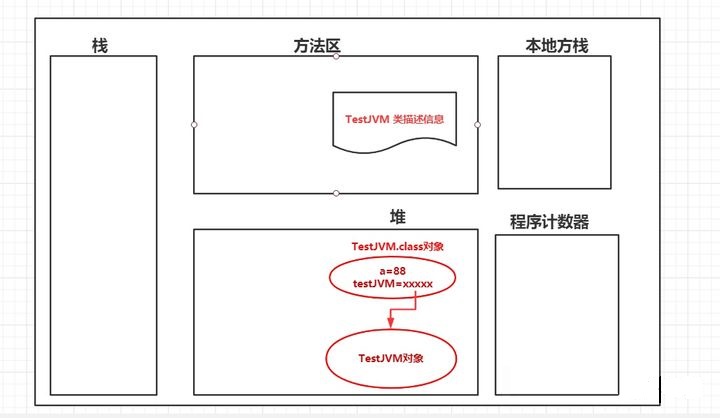 栈
方法区
本地方栈
TestJVM 类描述信息
堆
程序计数器
TestJVM.class对象
a=88
testJVM=xxxxx
TestJVM对象